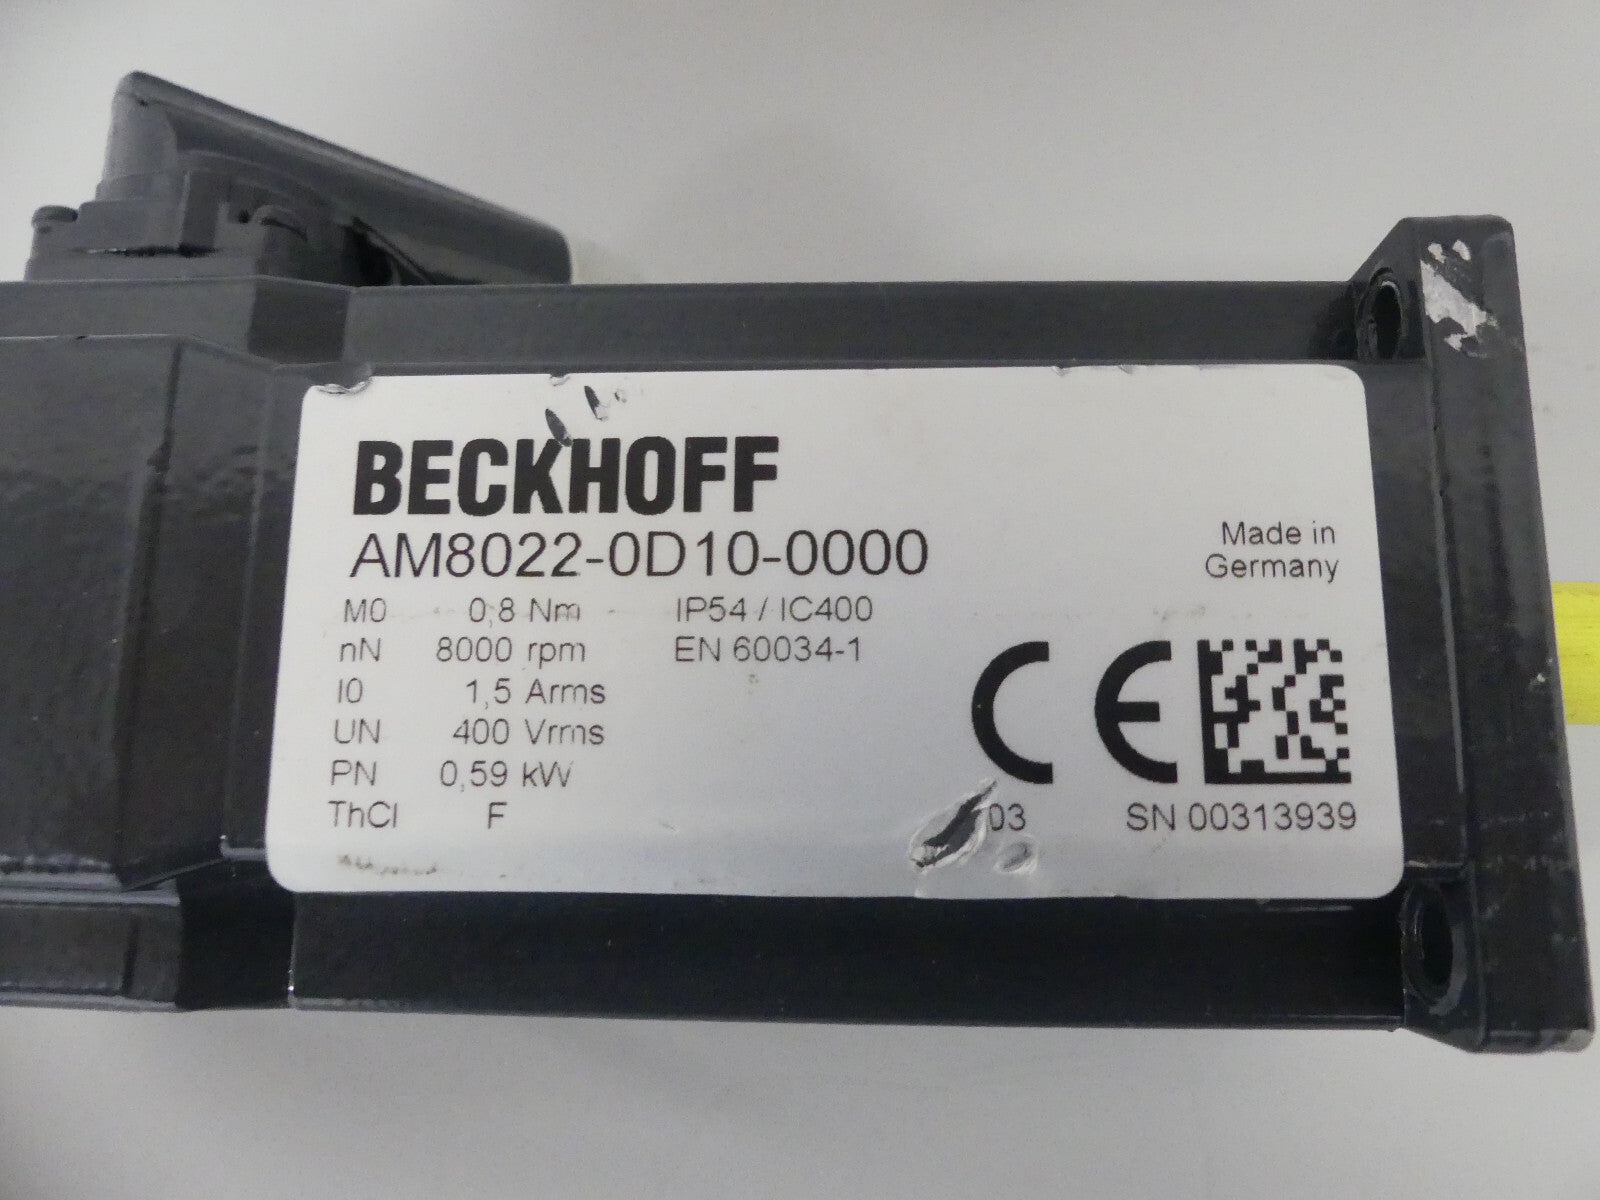 BECKHOFF
AM8022-0D10-0000
Made in
Germany
M0 0,8 Nm IP54 / IC400
nN 8000 rpm EN 60034-1
I0 1,5 Arms
UN 400 Vrms
PN 0,59 kW
ThCl F
CE
03 SN 00313939